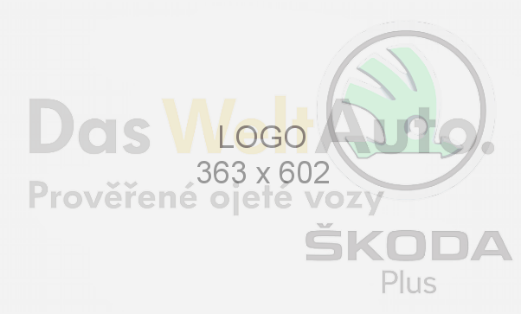 Das WeltAuto.
LOGO
363 x 602
Prověřené ojeté vozy
ŠKODA
Plus